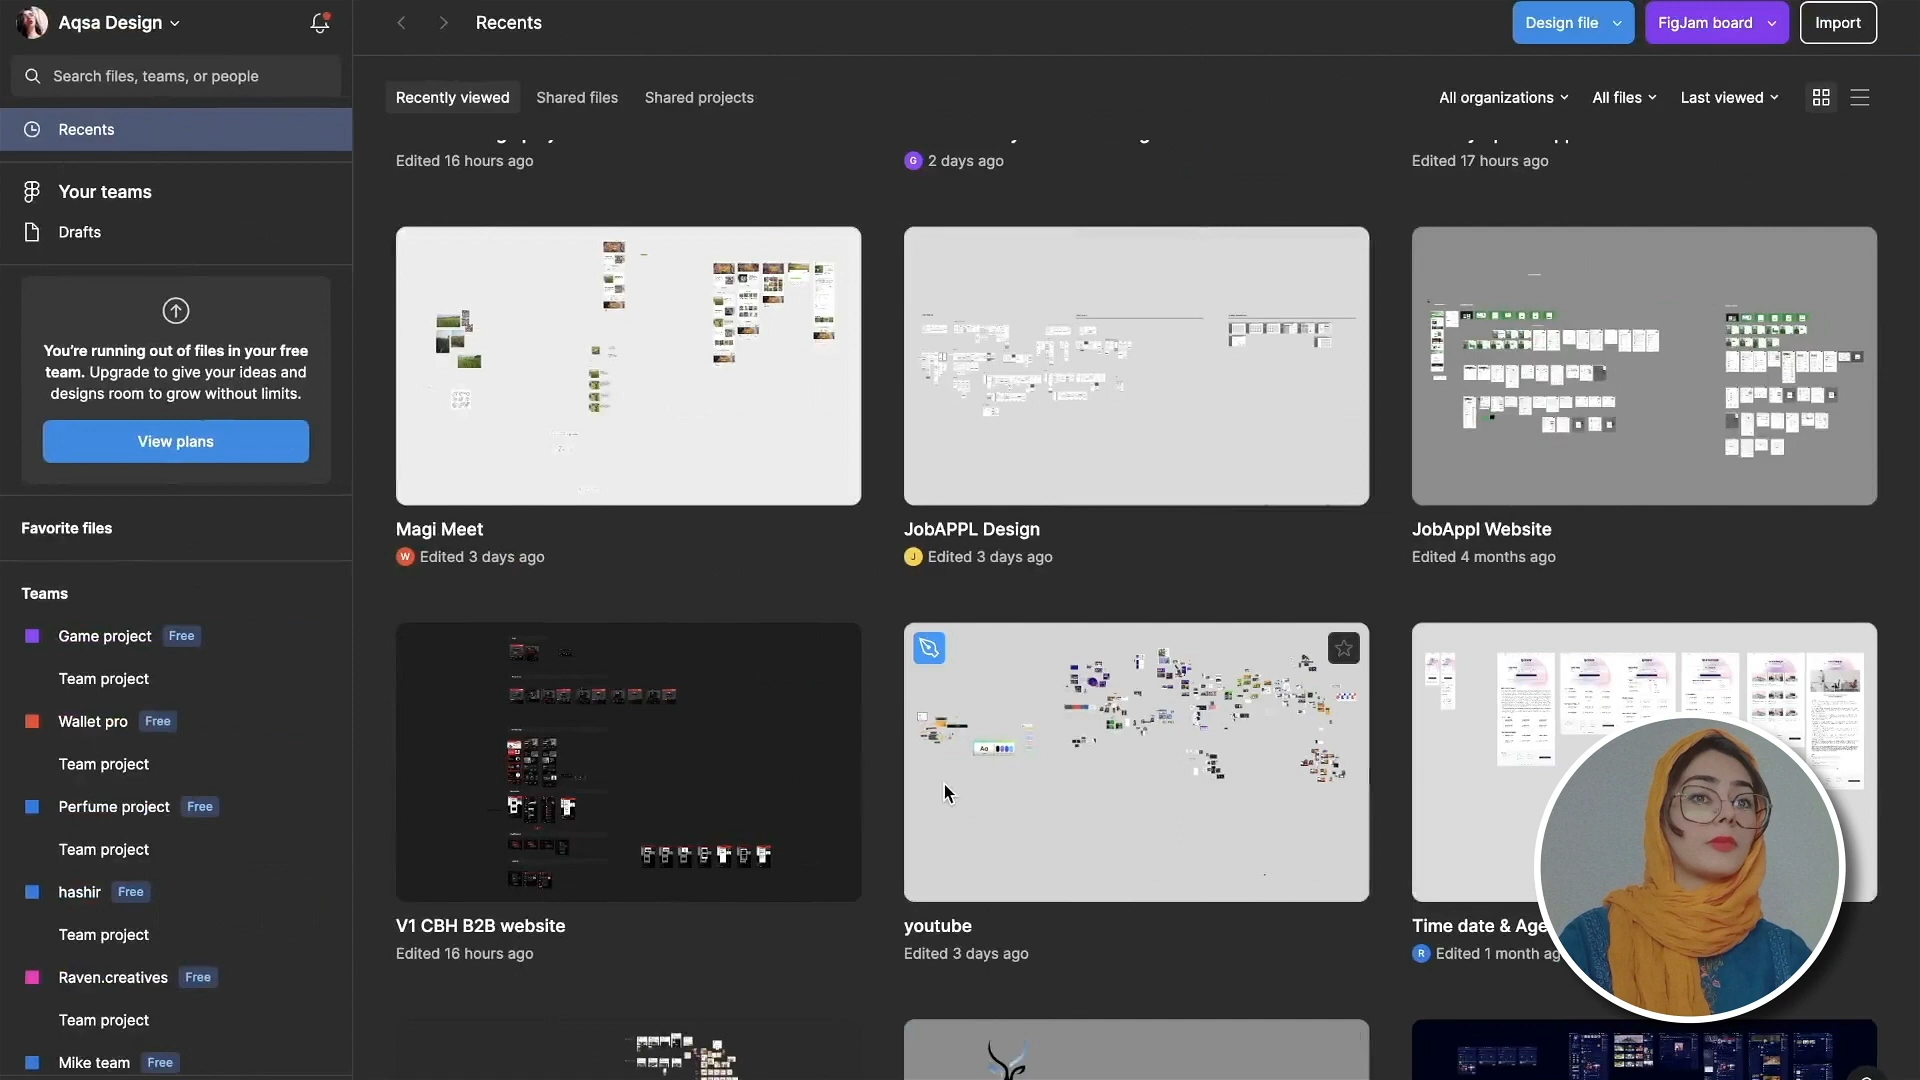 Aqsa Design
Search files, teams, or people
Recents
Your teams
Drafts
You're running out of files in your free
team. Upgrade to give your ideas and
designs room to grow without limits.
View plans
Favorite files
Teams
Game project Free
Team project
Wallet pro Free
Team project
Perfume project Free
Team project
hashir Free
Team project
Raven.creatives Free
Team project
Mike team Free
Recents
Design file
FigJam board
Import
Recently viewed
Shared files
Shared projects
All organizations
All files
Last viewed
Edited 16 hours ago
G 2 days ago
Edited 17 hours ago
Magi Meet
W Edited 3 days ago
JobAPPL Design
J Edited 3 days ago
JobAppl Website
Edited 4 months ago
V1 CBH B2B website
Edited 16 hours ago
Aa
youtube
Edited 3 days ago
Time date & Age
R Edited 1 month ag